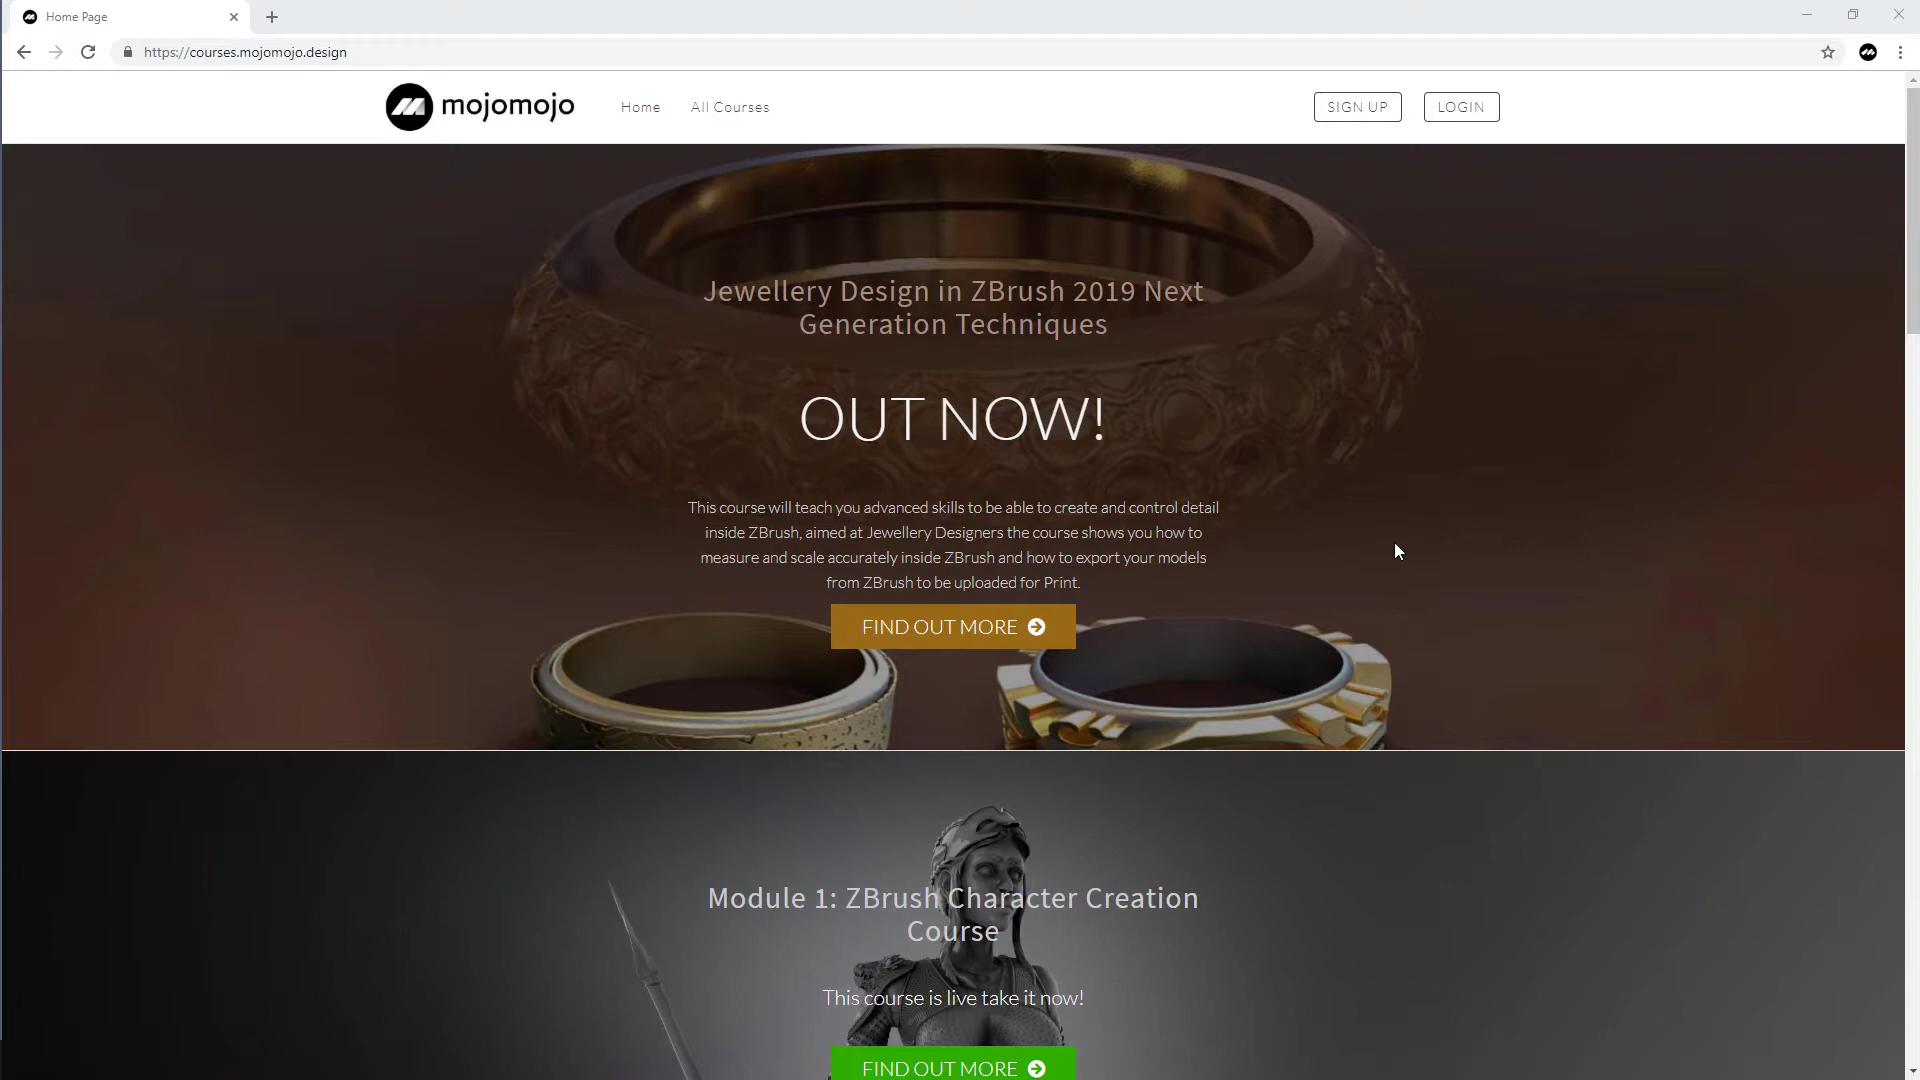 Home Page
https://courses.mojomojo.design
mojomojo
Home
All Courses
SIGN UP
LOGIN
Jewellery Design in ZBrush 2019 Next
Generation Techniques
OUT NOW!
This course will teach you advanced skills to be able to create and control detail
inside ZBrush, aimed at Jewellery Designers the course shows you how to
measure and scale accurately inside ZBrush and how to export your models
from ZBrush to be uploaded for Print.
FIND OUT MORE
Module 1: ZBrush Character Creation
Course
This course is live take it now!
FIND OUT MORE